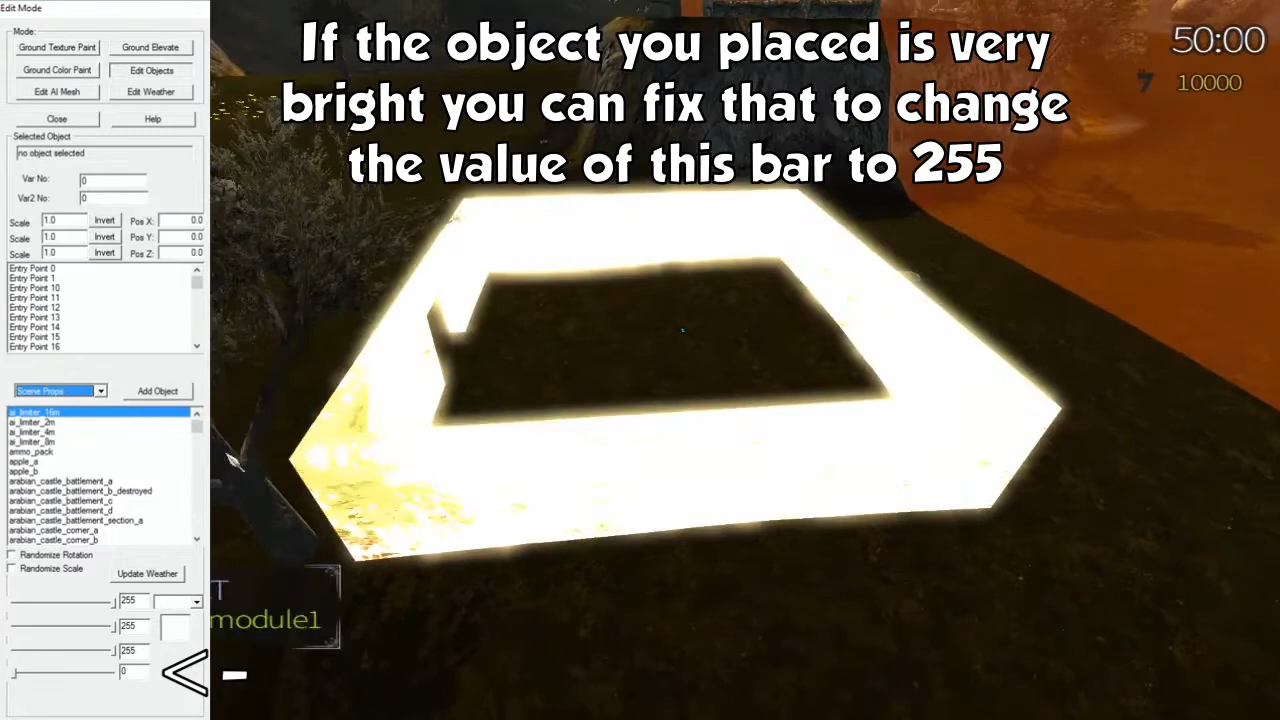 Edit Mode
Mode:
Ground Texture Paint
Ground Elevate
Ground Color Paint
Edit Objects
Edit AI Mesh
Edit Weather
Close
Help
Selected Object
no object selected
Var No:
0
Var2 No:
0
Scale 1.0 Invert Pos X: 0.0
Scale 1.0 Invert Pos Y: 0.0
Scale 1.0 Invert Pos Z: 0.0
Entry Point 0
Entry Point 1
Entry Point 10
Entry Point 11
Entry Point 12
Entry Point 13
Entry Point 14
Entry Point 15
Entry Point 16
Scene Props
Add Object
ai_limiter_16m
ai_limiter_2m
ai_limiter_4m
ai_limiter_8m
ammo_pack
apple_a
apple_b
arabian_castle_battlement_a
arabian_castle_battlement_b_destroyed
arabian_castle_battlement_c
arabian_castle_battlement_d
arabian_castle_battlement_section_a
arabian_castle_corner_a
arabian_castle_corner_b
Randomize Rotation
Randomize Scale
Update Weather
255
255
255
0
If the object you placed is very
bright you can fix that to change
the value of this bar to 255
50:00
10000
T
module1